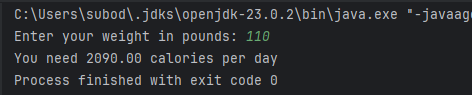 C:\Users\subod\.jdks\openjdk-23.0.2\bin\java.exe "-javaage
Enter your weight in pounds: 110
You need 2090.00 calories per day
Process finished with exit code 0